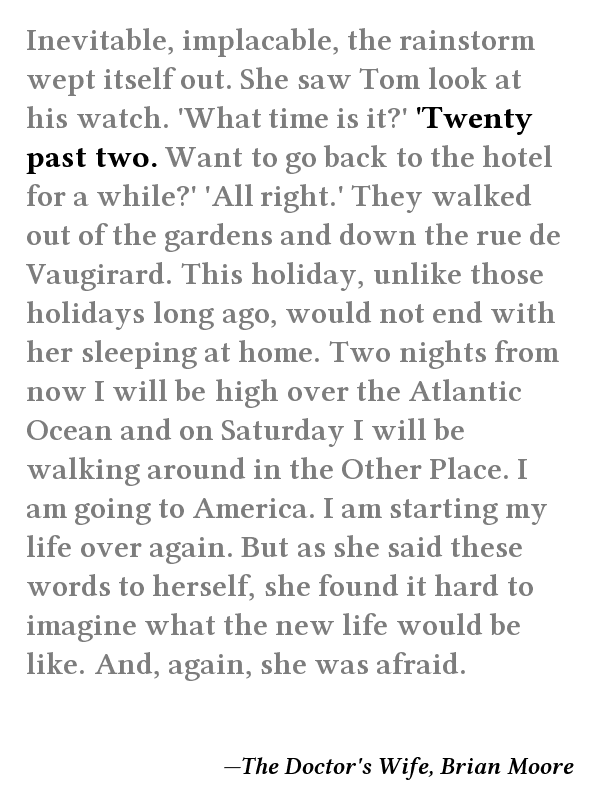 Inevitable, implacable, the rainstorm
wept itself out. She saw Tom look at
his watch. 'What time is it?' 'Twenty
past two. Want to go back to the hotel
for a while?' 'All right.' They walked
out of the gardens and down the rue de
Vaugirard. This holiday, unlike those
holidays long ago, would not end with
her sleeping at home. Two nights from
now I will be high over the Atlantic
Ocean and on Saturday I will be
walking around in the Other Place. I
am going to America. I am starting my
life over again. But as she said these
words to herself, she found it hard to
imagine what the new life would be
like. And, again, she was afraid.
—The Doctor's Wife, Brian Moore